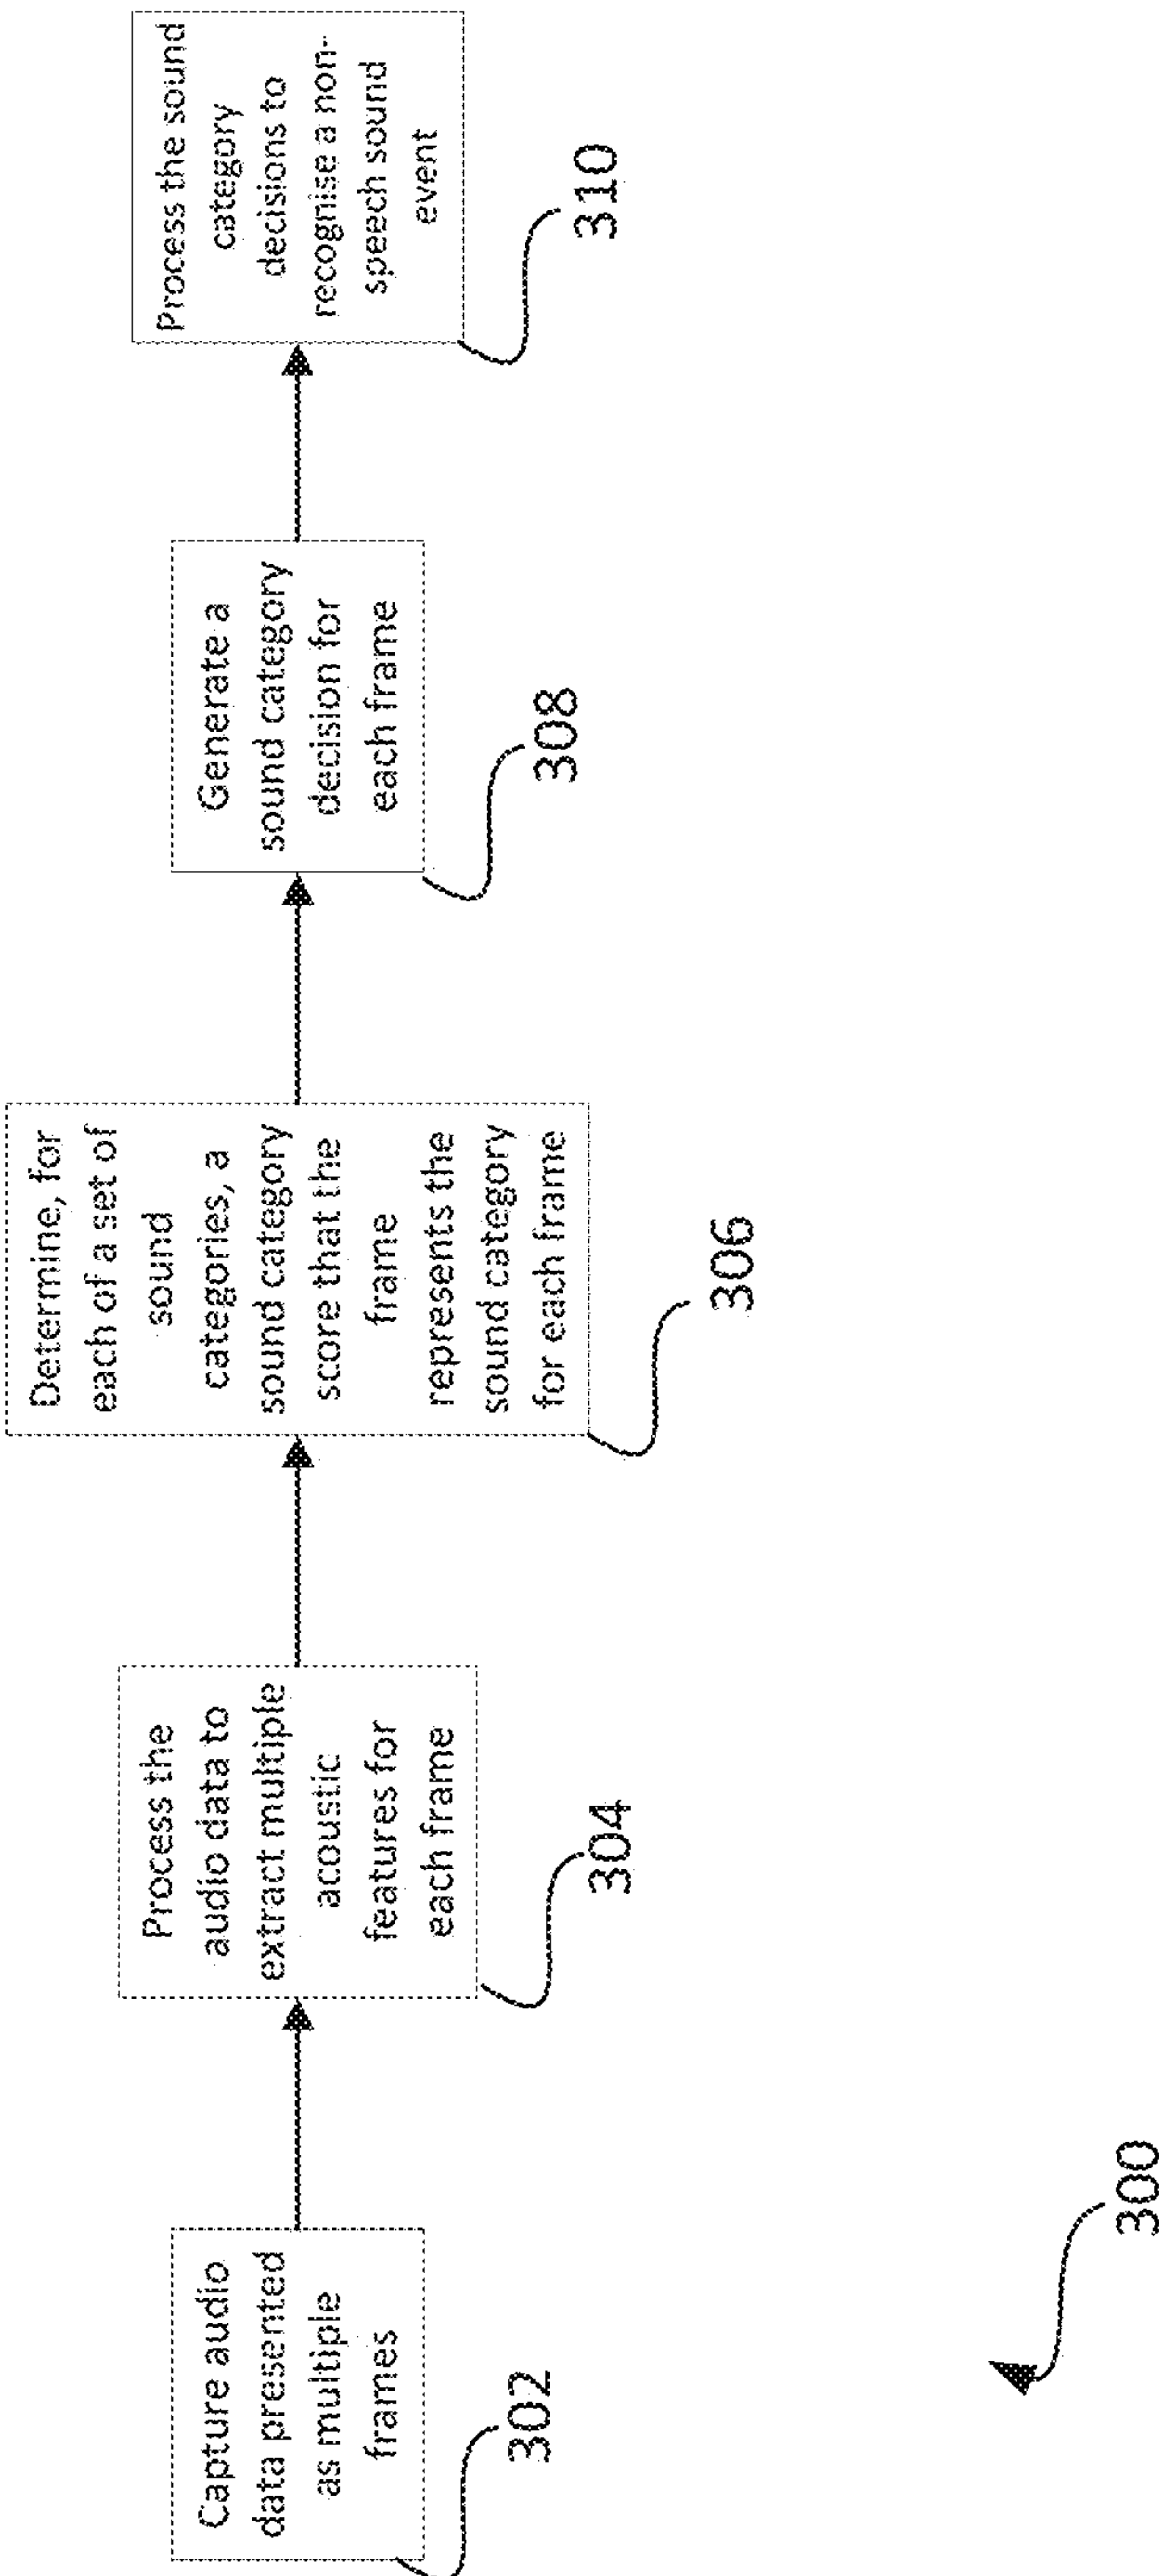 Capture audio
data presented
as multiple
frames
302
Process the
audio data to
extract multiple
acoustic
features for
each frame
304
Determine, for
each of a set of
sound
categories, a
sound category
score that the
frame
represents the
sound category
for each frame
306
Generate a
sound category
decision for
each frame
308
Process the sound
category
decisions to
recognise a non-
speech sound
event
310
300